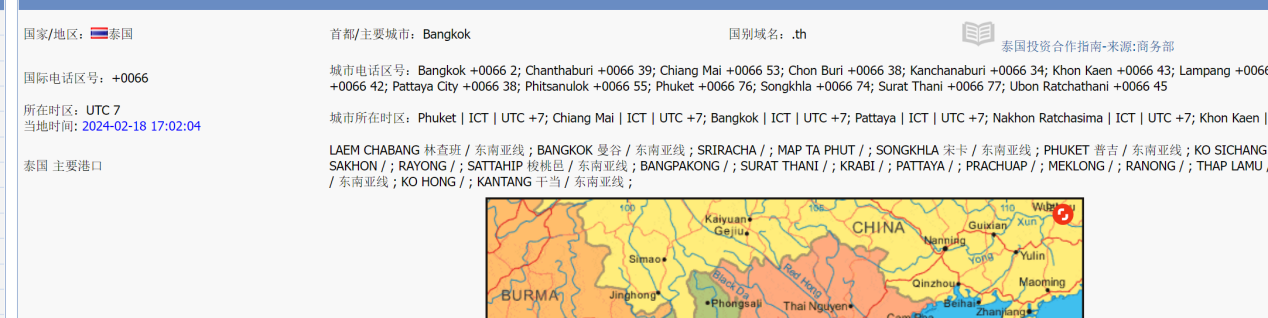 国家/地区：泰国
首都/主要城市：Bangkok
国别域名：.th
泰国投资合作指南-来源:商务部
国际电话区号：+0066
城市电话区号：Bangkok +0066 2; Chanthaburi +0066 39; Chiang Mai +0066 53; Chon Buri +0066 38; Kanchanaburi +0066 34; Khon Kaen +0066 43; Lampang +0066
+0066 42; Pattaya City +0066 38; Phitsanulok +0066 55; Phuket +0066 76; Songkhla +0066 74; Surat Thani +0066 77; Ubon Ratchathani +0066 45
所在时区：UTC 7
当地时间: 2024-02-18 17:02:04
城市所在时区：Phuket | ICT | UTC +7; Chiang Mai | ICT | UTC +7; Bangkok | ICT | UTC +7; Pattaya | ICT | UTC +7; Nakhon Ratchasima | ICT | UTC +7; Khon Kaen |
泰国 主要港口
LAEM CHABANG 林查班 / 东南亚线 ; BANGKOK 曼谷 / 东南亚线 ; SRIRACHA / ; MAP TA PHUT / ; SONGKHLA 宋卡 / 东南亚线 ; PHUKET 普吉 / 东南亚线 ; KO SICHANG
SAKHON / ; RAYONG / ; SATTAHIP 梭桃邑 / 东南亚线 ; BANGPAKONG / ; SURAT THANI / ; KRABI / ; PATTAYA / ; PRACHUAP / ; MEKLONG / ; RANONG / ; THAP LAMU /
/ 东南亚线 ; KO HONG / ; KANTANG 干当 / 东南亚线 ;
100
105
110
Kaiyuan
Gejiu
CHINA
Guixian
Xun
Nanning
Simao
Yong
Yulin
Black Da
Red Hong
Qinzhou
Maoming
BURMA
Jinghong
Phongsali
Thai Nguyen
Beihai
Zhanjiang